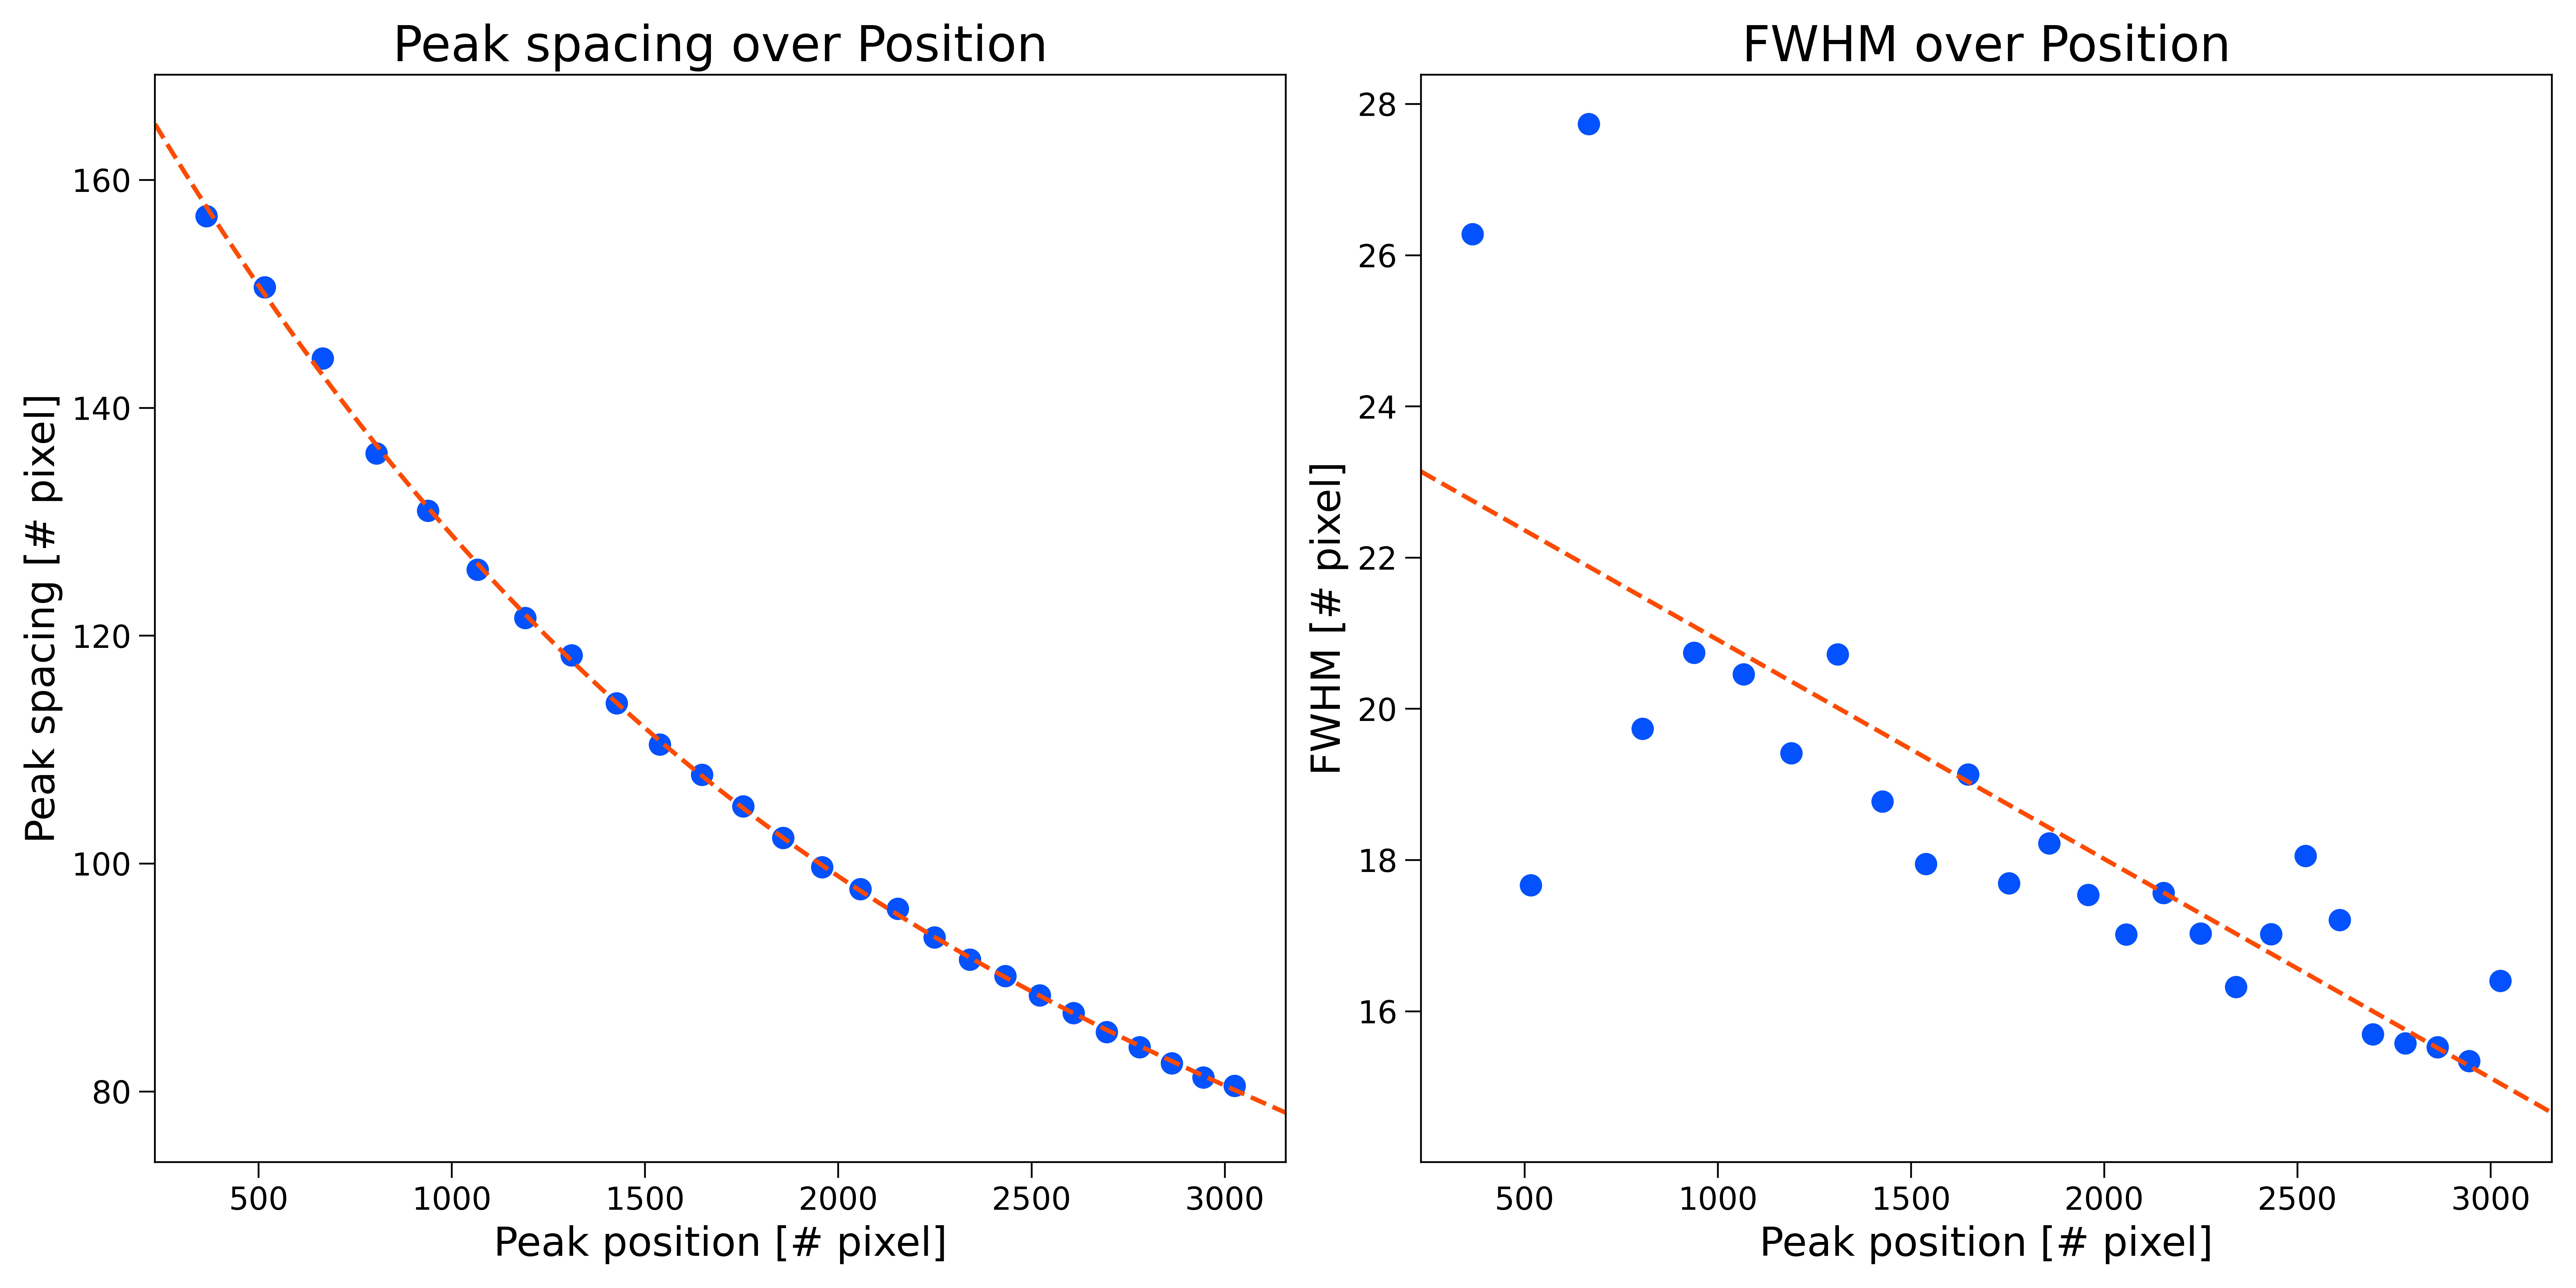 Peak spacing over Position
160
140
120
100
80
Peak spacing [# pixel]
500 1000 1500 2000 2500 3000
Peak position [# pixel]
FWHM over Position
28
26
24
22
20
18
16
FWHM [# pixel]
500 1000 1500 2000 2500 3000
Peak position [# pixel]